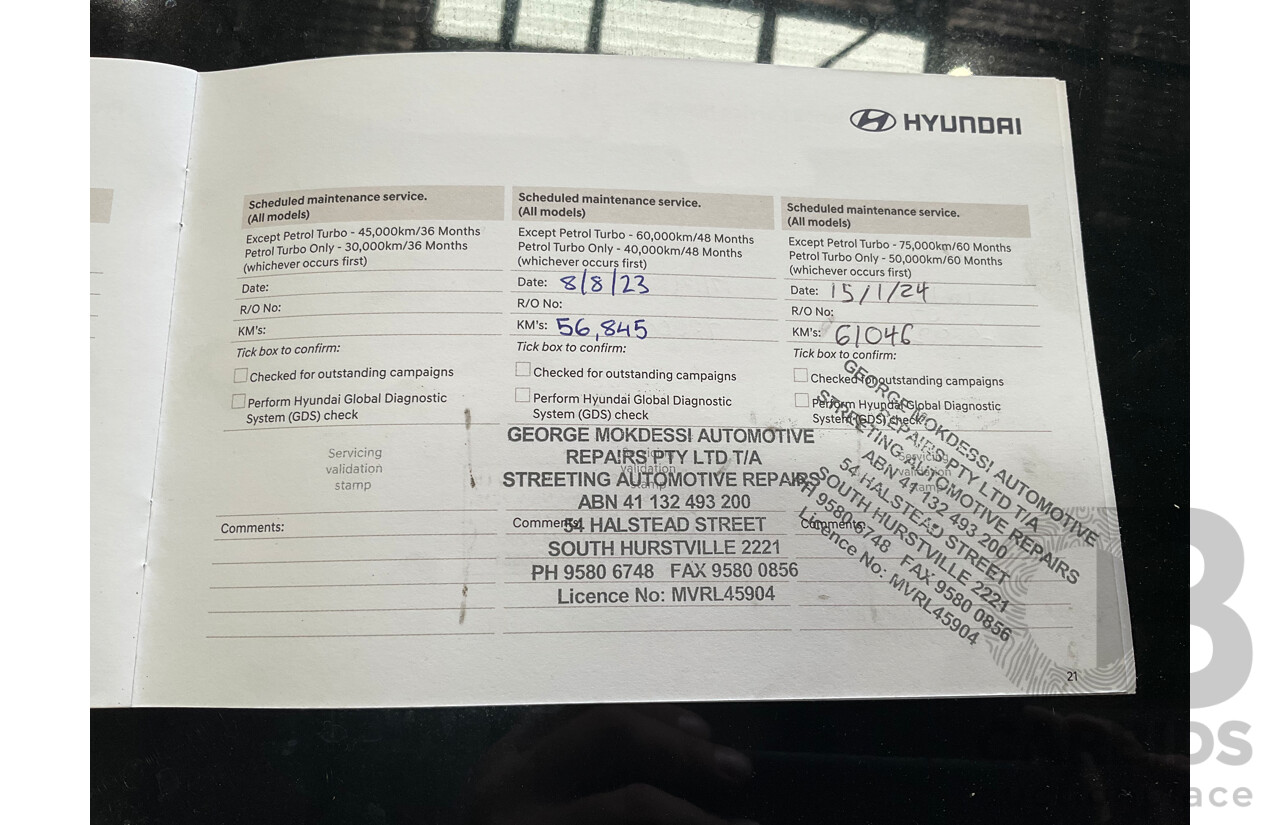 HYUNDAI
Scheduled maintenance service.
(All models)
Except Petrol Turbo - 45,000km/36 Months
Petrol Turbo Only - 30,000km/36 Months
(whichever occurs first)
Date:
R/O No:
KM's:
Tick box to confirm:
Checked for outstanding campaigns
Perform Hyundai Global Diagnostic
System (GDS) check
Servicing
validation
stamp
Comments:
Scheduled maintenance service.
(All models)
Except Petrol Turbo - 60,000km/48 Months
Petrol Turbo Only - 40,000km/48 Months
(whichever occurs first)
Date: 8/8/23
R/O No:
KM's: 56,845
Tick box to confirm:
Checked for outstanding campaigns
Perform Hyundai Global Diagnostic
System (GDS) check
GEORGE MOKDESSI AUTOMOTIVE
REPAIRS PTY LTD T/A
validation
STREETING AUTOMOTIVE REPAIRS
stamp
ABN 41 132 493 200
Comments:
54 HALSTEAD STREET
SOUTH HURSTVILLE 2221
PH 9580 6748 FAX 9580 0856
Licence No: MVRL45904
Scheduled maintenance service.
(All models)
Except Petrol Turbo - 75,000km/60 Months
Petrol Turbo Only - 50,000km/60 Months
(whichever occurs first)
Date: 15/1/24
R/O No:
KM's: 61046
Tick box to confirm:
Checked for outstanding campaigns
Perform Hyundai Global Diagnostic
System (GDS) check
Servicing
validation
stamp
Comments:
GEORGE MOKDESSI AUTOMOTIVE
REPAIRS PTY LTD T/A
STREETING AUTOMOTIVE REPAIRS
ABN 41 132 493 200
54 HALSTEAD STREET
SOUTH HURSTVILLE 2221
PH 9580 6748 FAX 9580 0856
Licence No: MVRL45904
21